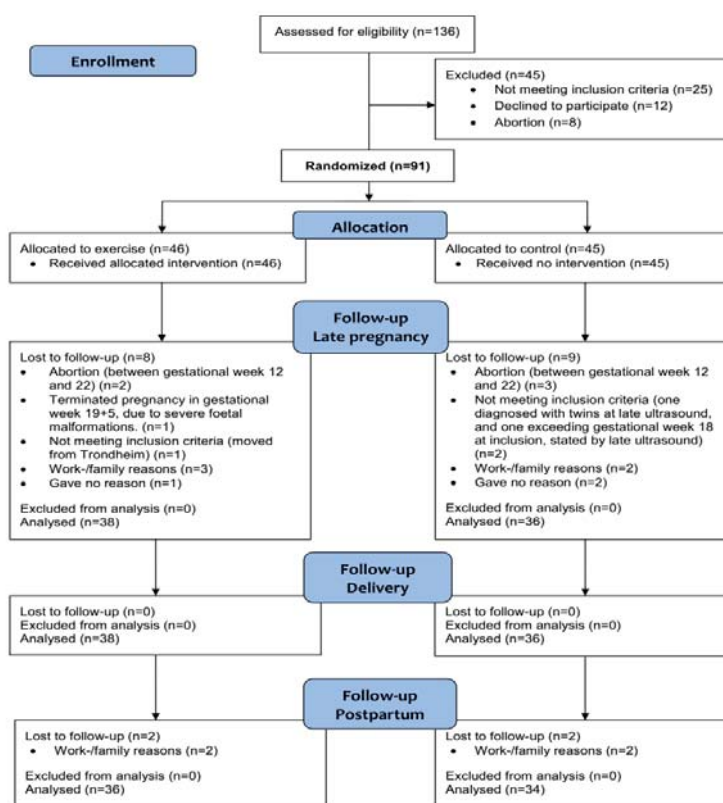 Assessed for eligibility (n=136)
Enrollment
Excluded (n=45)
• Not meeting inclusion criteria (n=25)
• Declined to participate (n=12)
• Abortion (n=8)
Randomized (n=91)
Allocation
Allocated to exercise (n=46)
• Received allocated intervention (n=46)
Allocated to control (n=45)
• Received no intervention (n=45)
Follow-up
Late pregnancy
Lost to follow-up (n=8)
• Abortion (between gestational week 12
and 22) (n=2)
• Terminated pregnancy in gestational
week 19+5, due to severe foetal
malformations. (n=1)
• Not meeting inclusion criteria (moved
from Trondheim) (n=1)
• Work-/family reasons (n=3)
• Gave no reason (n=1)
Excluded from analysis (n=0)
Analysed (n=38)
Lost to follow-up (n=9)
• Abortion (between gestational week 12
and 22) (n=3)
• Not meeting inclusion criteria (one
diagnosed with twins at late ultrasound,
and one exceeding gestational week 18
at inclusion, stated by late ultrasound)
(n=2)
• Work-/family reasons (n=2)
• Gave no reason (n=2)
Excluded from analysis (n=0)
Analysed (n=36)
Follow-up
Delivery
Lost to follow-up (n=0)
Excluded from analysis (n=0)
Analysed (n=38)
Lost to follow-up (n=0)
Excluded from analysis (n=0)
Analysed (n=36)
Follow-up
Postpartum
Lost to follow-up (n=2)
• Work-/family reasons (n=2)
Excluded from analysis (n=0)
Analysed (n=36)
Lost to follow-up (n=2)
• Work-/family reasons (n=2)
Excluded from analysis (n=0)
Analysed (n=34)